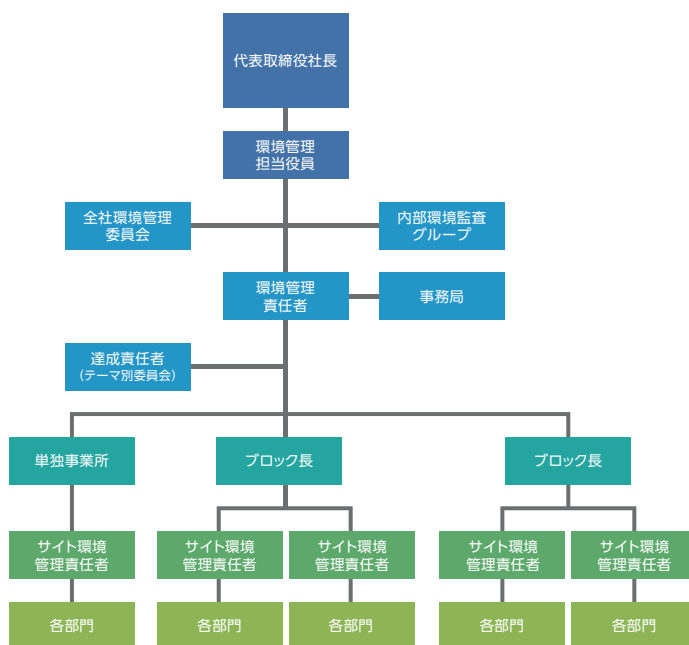 代表取締役社長
環境管理
担当役員
全社環境管理
委員会
内部環境監査
グループ
環境管理
責任者
事務局
達成責任者
（テーマ別委員会）
単独事業所
ブロック長
ブロック長
サイト環境
管理責任者
サイト環境
管理責任者
サイト環境
管理責任者
サイト環境
管理責任者
サイト環境
管理責任者
各部門
各部門
各部門
各部門
各部門